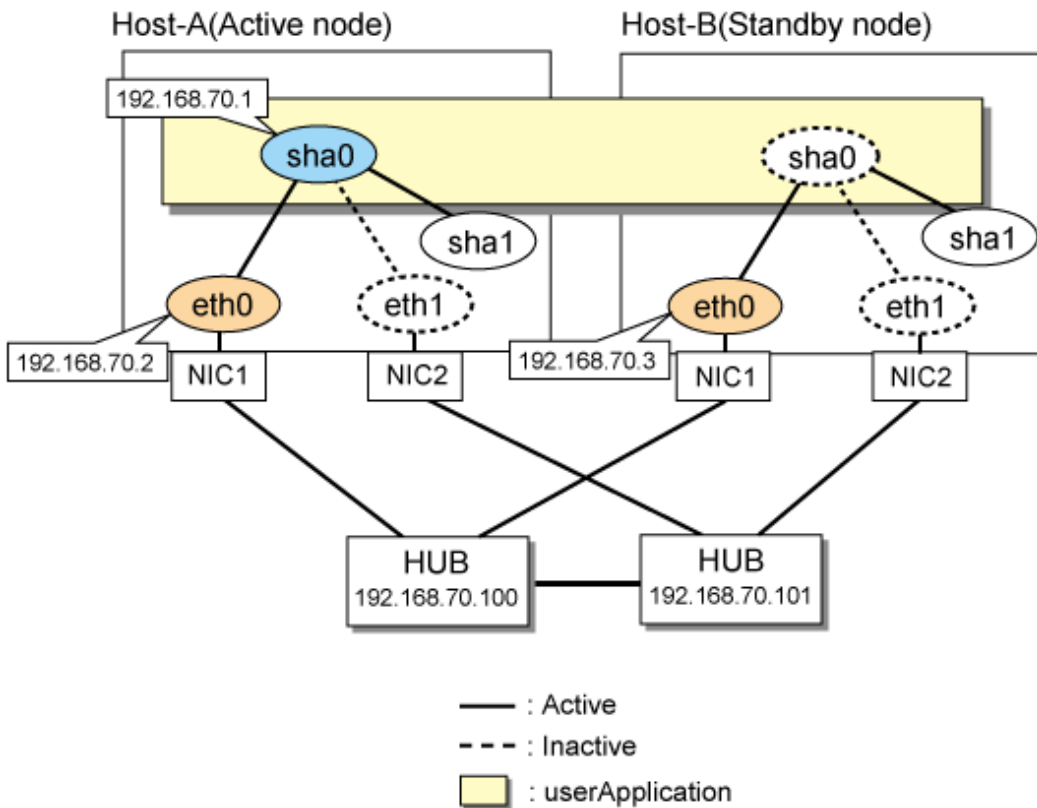 Host-A(Active node)
Host-B(Standby node)
192.168.70.1
sha0
sha0
sha1
sha1
eth0
eth1
eth0
eth1
192.168.70.2
192.168.70.3
NIC1
NIC2
NIC1
NIC2
HUB
192.168.70.100
HUB
192.168.70.101
: Active
: Inactive
: userApplication